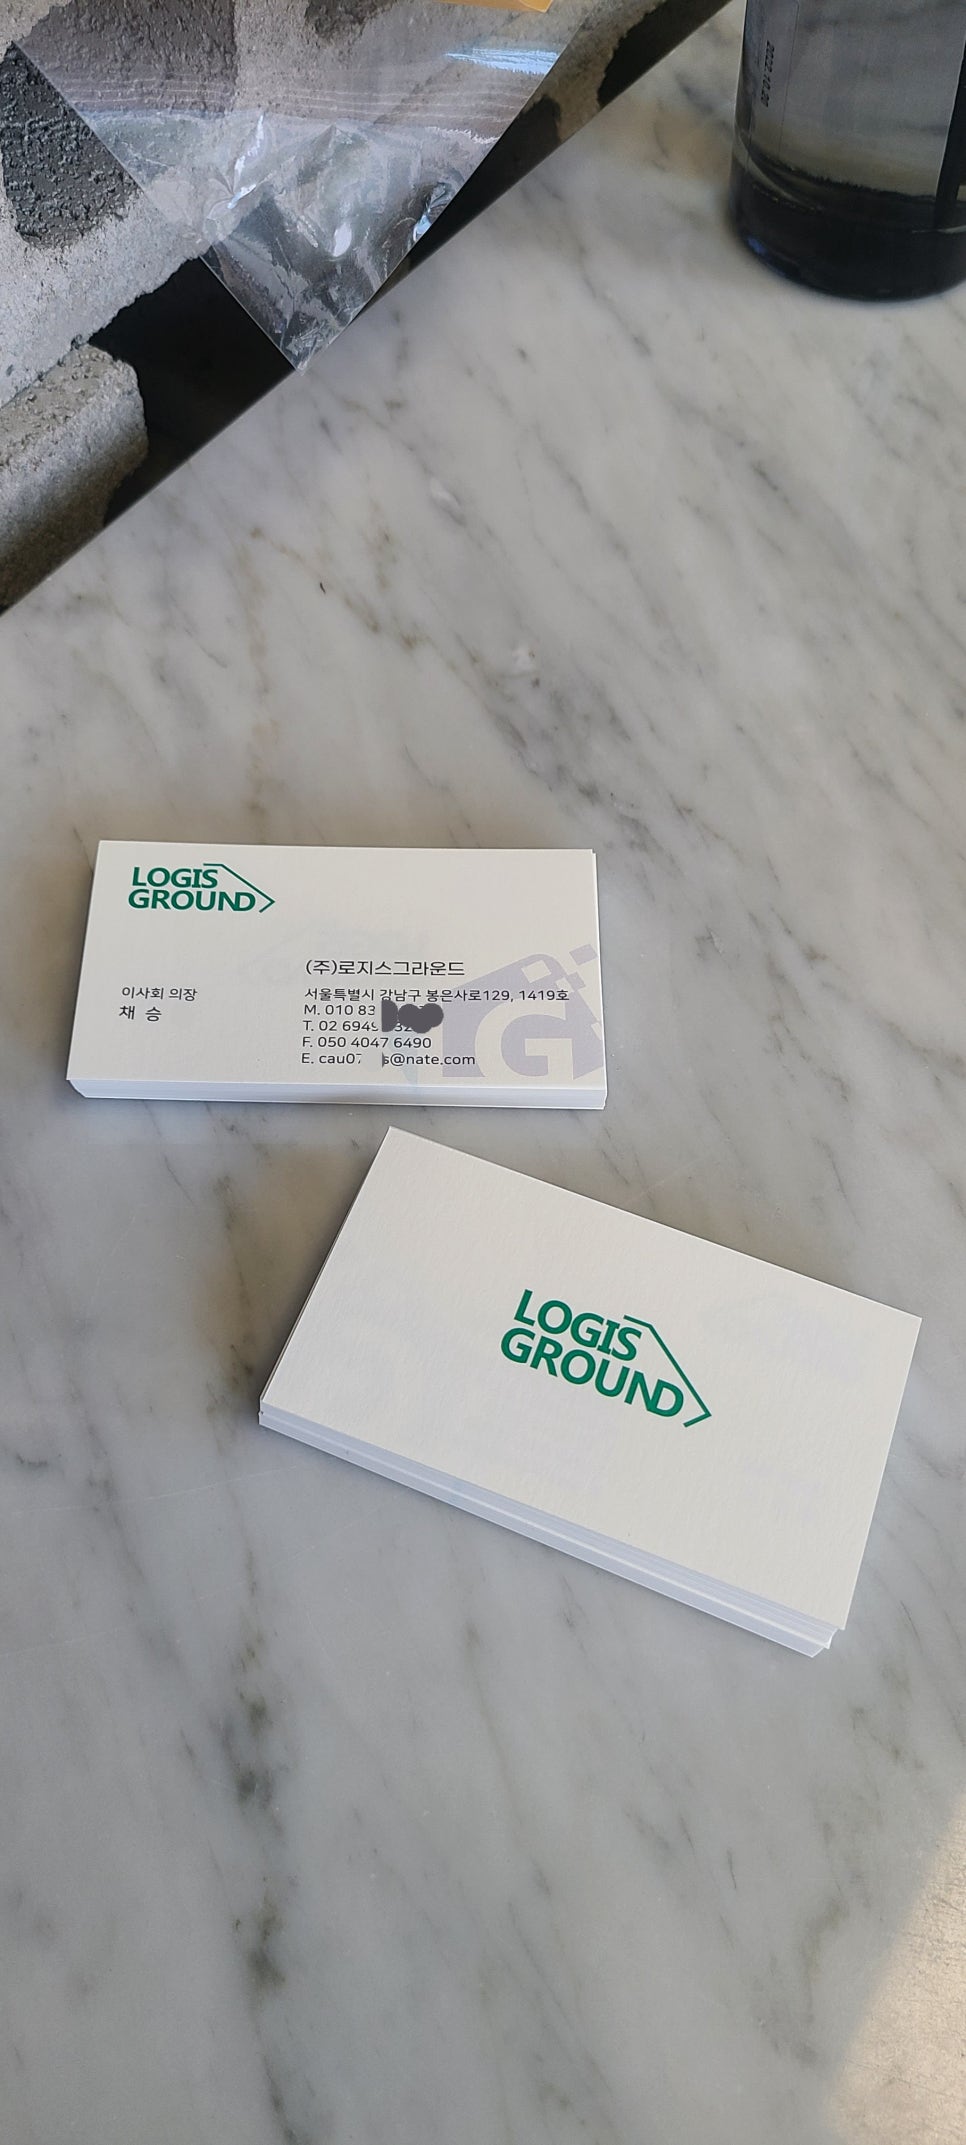 LOGIS
GROUND
(주)로지스그라운드
이사회 의장
채 승
서울특별시 강남구 봉은사로129, 1419호
M. 010 83
T. 02 6949
F. 050 4047 6490
E. cau07 s@nate.com
G
LOGIS
GROUND